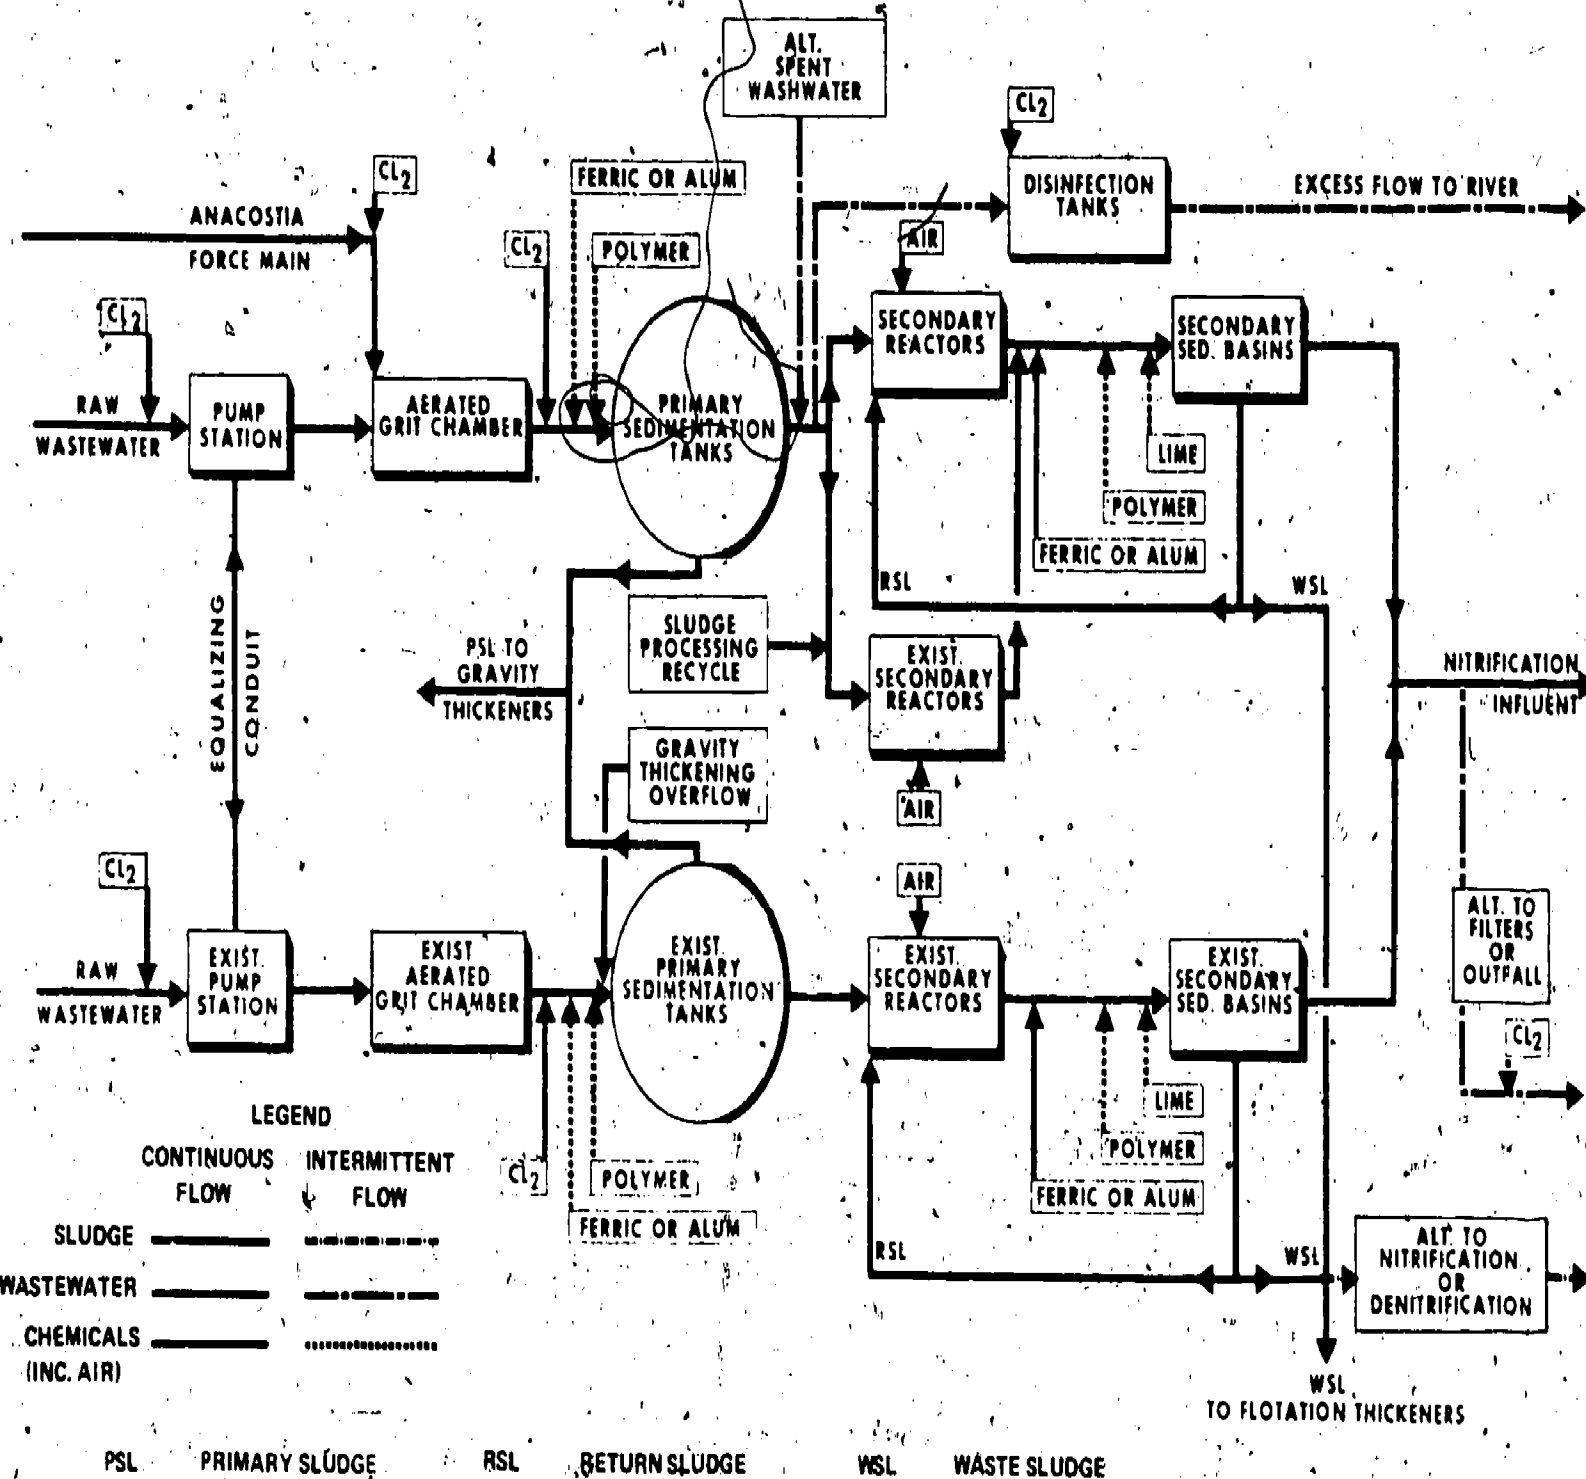 ALT.
SPENT
WASHWATER
CL2
DISINFECTION
TANKS
EXCESS FLOW TO RIVER
CL2
ANACOSTIA
FORCE MAIN
FERRIC OR ALUM
CL2
POLYMER
AIR
CL2
RAW
WASTEWATER
PUMP
STATION
AERATED
GRIT CHAMBER
PRIMARY
SEDIMENTATION
TANKS
SECONDARY
REACTORS
SECONDARY
SED. BASINS
LIME
POLYMER
FERRIC OR ALUM
RSL
WSL
EQUALIZING
CONDUIT
PSL TO
GRAVITY
THICKENERS
SLUDGE
PROCESSING
RECYCLE
EXIST.
SECONDARY
REACTORS
AIR
NITRIFICATION
INFLUENT
GRAVITY
THICKENING
OVERFLOW
CL2
RAW
WASTEWATER
EXIST.
PUMP
STATION
EXIST
AERATED
GRIT CHAMBER
EXIST.
PRIMARY
SEDIMENTATION
TANKS
AIR
EXIST.
SECONDARY
REACTORS
EXIST.
SECONDARY
SED. BASINS
ALT. TO
FILTERS
OR
OUTFALL
CL2
CL2
POLYMER
FERRIC OR ALUM
LIME
POLYMER
FERRIC OR ALUM
RSL
WSL
ALT. TO
NITRIFICATION
OR
DENITRIFICATION
WSL
TO FLOTATION THICKENERS
LEGEND
CONTINUOUS
FLOW
INTERMITTENT
FLOW
SLUDGE
WASTEWATER
CHEMICALS
(INC. AIR)
PSL PRIMARY SLUDGE RSL RETURN SLUDGE WSL WASTE SLUDGE